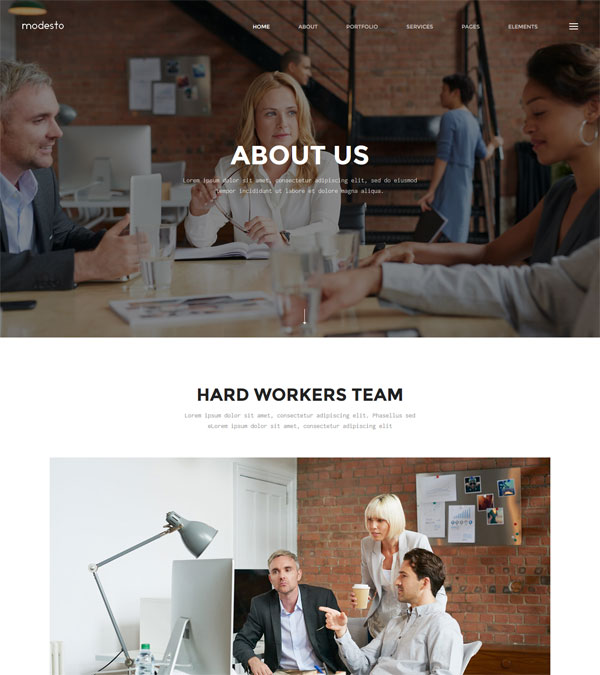 modesto
HOME ABOUT PORTFOLIO SERVICES PAGES ELEMENTS
ABOUT US
Lorem ipsum dolor sit amet, consectetur adipiscing elit, sed do eiusmod
tempor incididunt ut labore et dolore magna aliqua.
HARD WORKERS TEAM
Lorem ipsum dolor sit amet, consectetur adipiscing elit. Phasellus sed
eLorem ipsum dolor sit amet, consectetur adipiscing elit